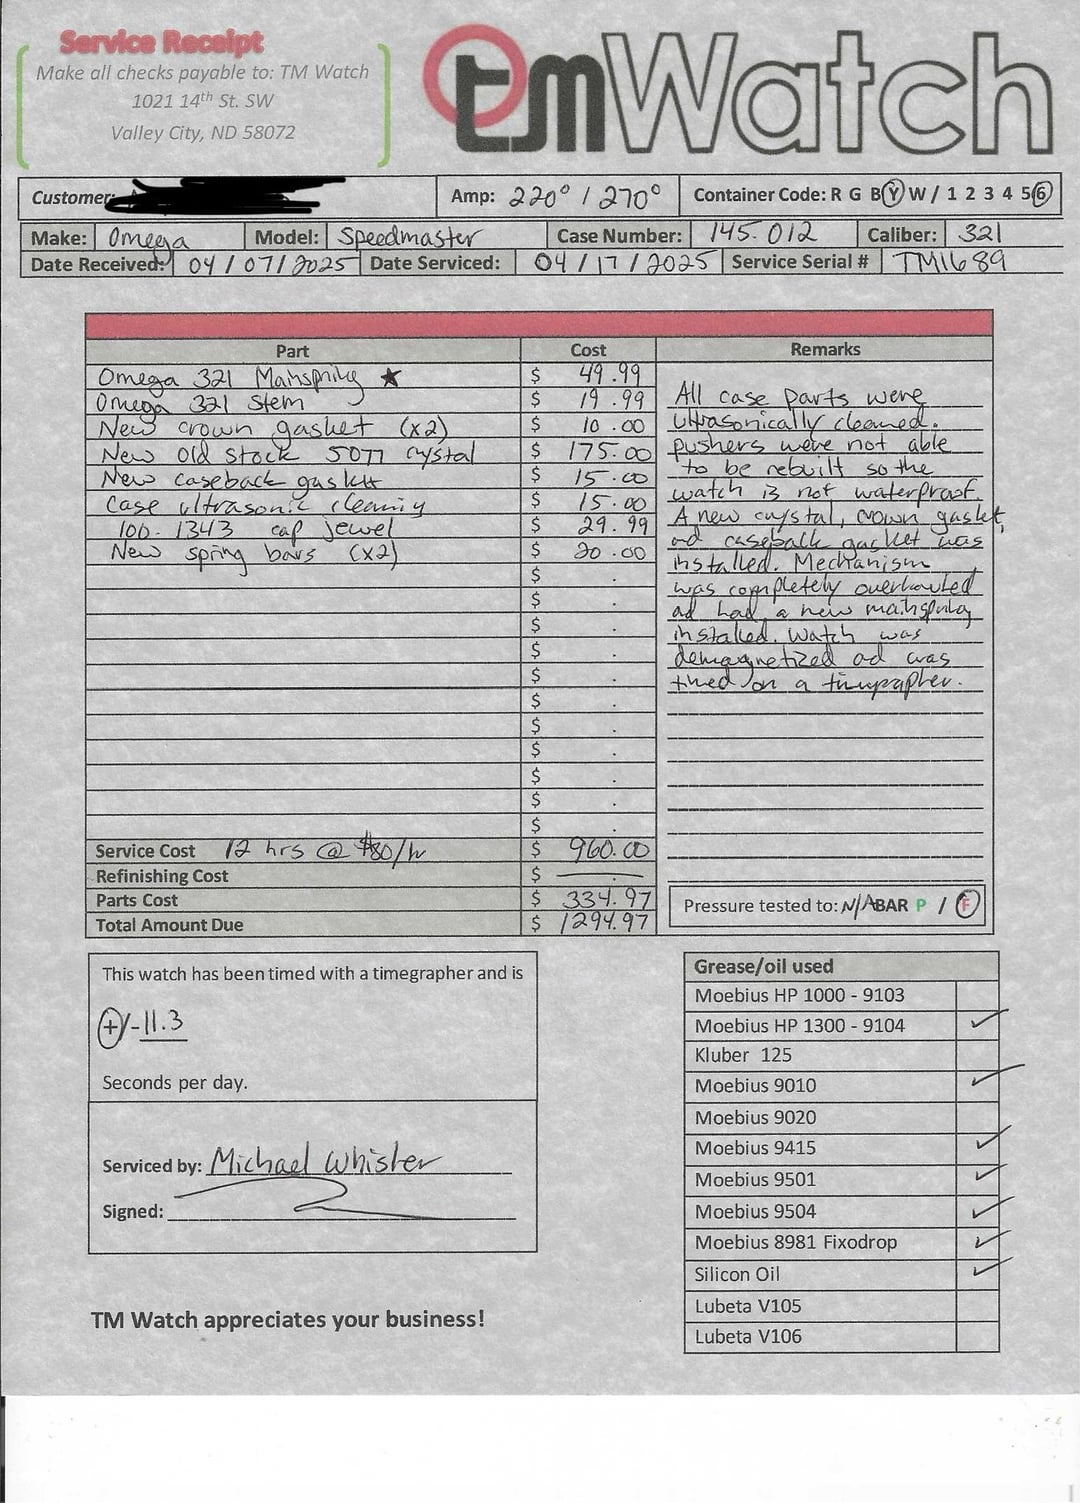 Service Receipt
Make all checks payable to: TM Watch
1021 14th St. SW
Valley City, ND 58072
tmWatch
Customer:
Amp: 220° / 270°
Container Code: R G B Y W / 1 2 3 4 5 6
Make: Omega Model: Speedmaster Case Number: 145.012 Caliber: 321
Date Received: 04/07/2025 Date Serviced: 04/17/2025 Service Serial # TM1689
Part Cost Remarks
Omega 321 Mainspring ★ $ 49.99
Omega 321 Stem $ 19.99
New crown gasket (x2) $ 10.00
New Old Stock 5077 crystal $ 175.00
New caseback gasket $ 15.00
Case ultrasonic cleaning $ 15.00
100.1343 cap jewel $ 29.99
New spring bars (x2) $ 20.00
$ .
$ .
$ .
$ .
$ .
$ .
$ .
$ .
$ .
$ .
$ .
Service Cost 12 hrs @ $80/hr $ 960.00
Refinishing Cost $ .
Parts Cost $ 334.97
Total Amount Due $ 1294.97
All case parts were
ultrasonically cleaned.
pushers were not able
to be rebuilt so the
watch is not waterproof.
A new crystal, crown gasket,
ad caseback gasket was
installed. Mechanism
was completely overhauled
ad had a new mainspring
installed. Watch was
demagnetized ad was
timed on a timegrapher.
Pressure tested to: N/A BAR P / F
This watch has been timed with a timegrapher and is
+/-11.3
Seconds per day.
Serviced by: Michael Whisler
Signed:
TM Watch appreciates your business!
Grease/oil used
Moebius HP 1000 - 9103
Moebius HP 1300 - 9104 ✓
Kluber 125
Moebius 9010 ✓
Moebius 9020
Moebius 9415 ✓
Moebius 9501 ✓
Moebius 9504 ✓
Moebius 8981 Fixodrop ✓
Silicon Oil ✓
Lubeta V105
Lubeta V106